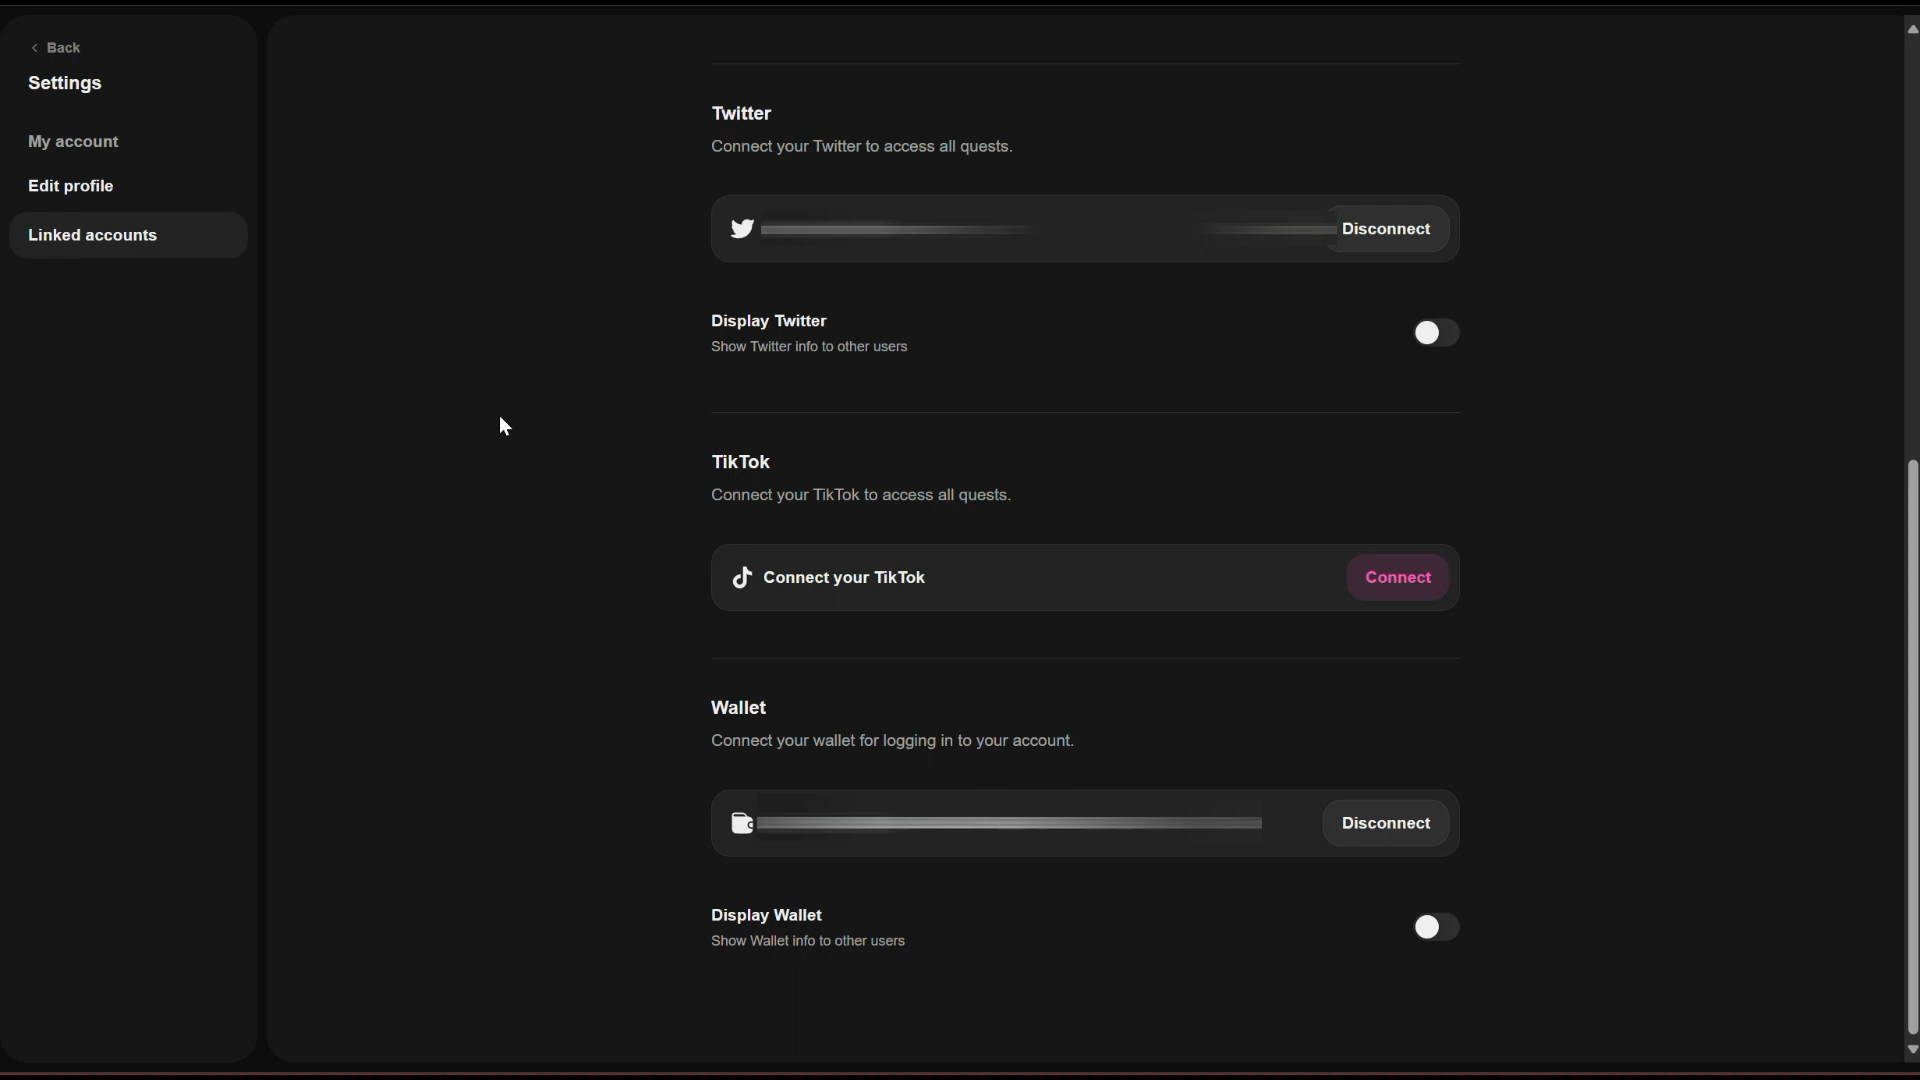 Back
Settings
My account
Edit profile
Linked accounts
Twitter
Connect your Twitter to access all quests.
Disconnect
Display Twitter
Show Twitter info to other users
TikTok
Connect your TikTok to access all quests.
Connect your TikTok
Connect
Wallet
Connect your wallet for logging in to your account.
Disconnect
Display Wallet
Show Wallet info to other users